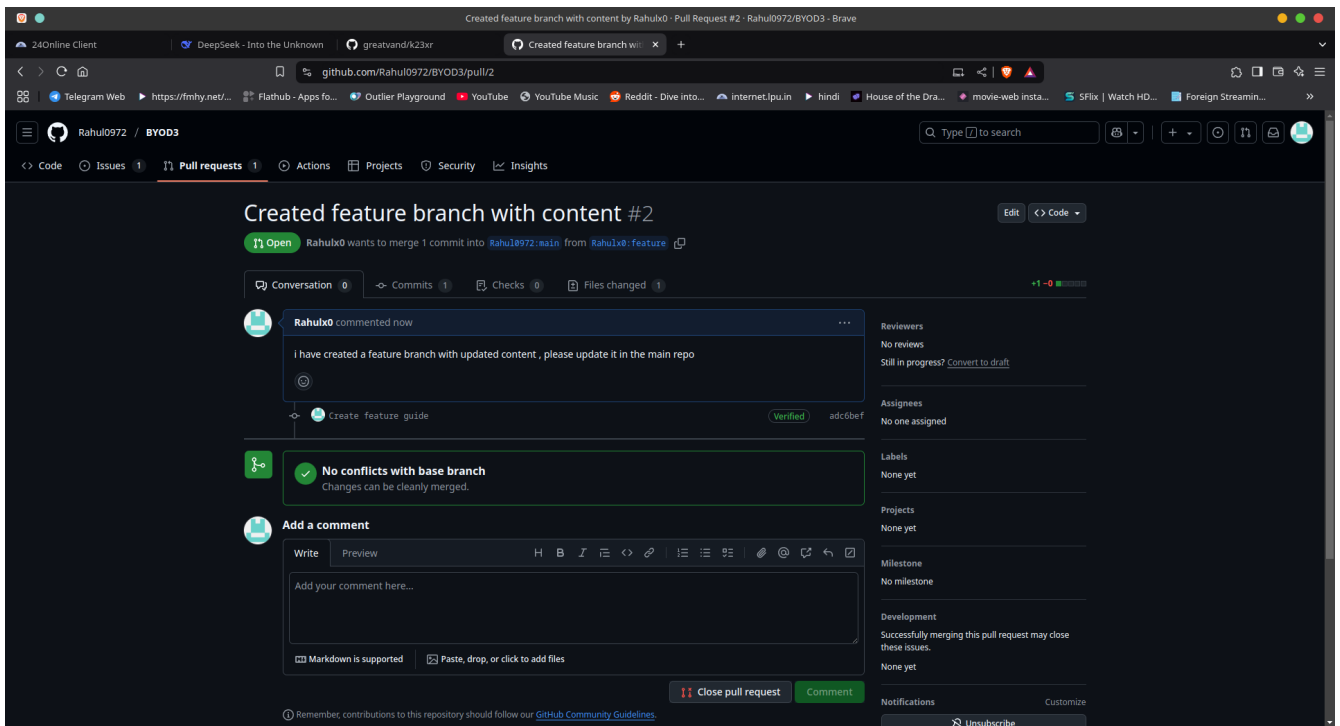 Created feature branch with content by Rahulx0 · Pull Request #2 · Rahul0972/BYOD3 - Brave
24Online Client
DeepSeek - Into the Unknown
greatvand/k23xr
Created feature branch wit
github.com/Rahul0972/BYOD3/pull/2
Telegram Web
https://fmhy.net/...
Flathub - Apps fo...
Outlier Playground
YouTube
YouTube Music
Reddit - Dive into...
internet.lpu.in
hindi
House of the Dra...
movie-web insta...
SFlix | Watch HD...
Foreign Streamin...
»
Rahul0972 / BYOD3
Type / to search
Code
Issues 1
Pull requests 1
Actions
Projects
Security
Insights
Created feature branch with content #2
Edit
Code
Open
Rahulx0 wants to merge 1 commit into Rahul0972:main from Rahulx0:feature
Conversation 0
Commits 1
Checks 0
Files changed 1
+1 −0
Rahulx0 commented now
i have created a feature branch with updated content , please update it in the main repo
Create feature guide
Verified
adc6bef
No conflicts with base branch
Changes can be cleanly merged.
Add a comment
Write
Preview
H B I
Add your comment here...
Markdown is supported
Paste, drop, or click to add files
Close pull request
Comment
Remember, contributions to this repository should follow our GitHub Community Guidelines.
Reviewers
No reviews
Still in progress? Convert to draft
Assignees
No one assigned
Labels
None yet
Projects
None yet
Milestone
No milestone
Development
Successfully merging this pull request may close
these issues.
None yet
Notifications
Customize
Unsubscribe